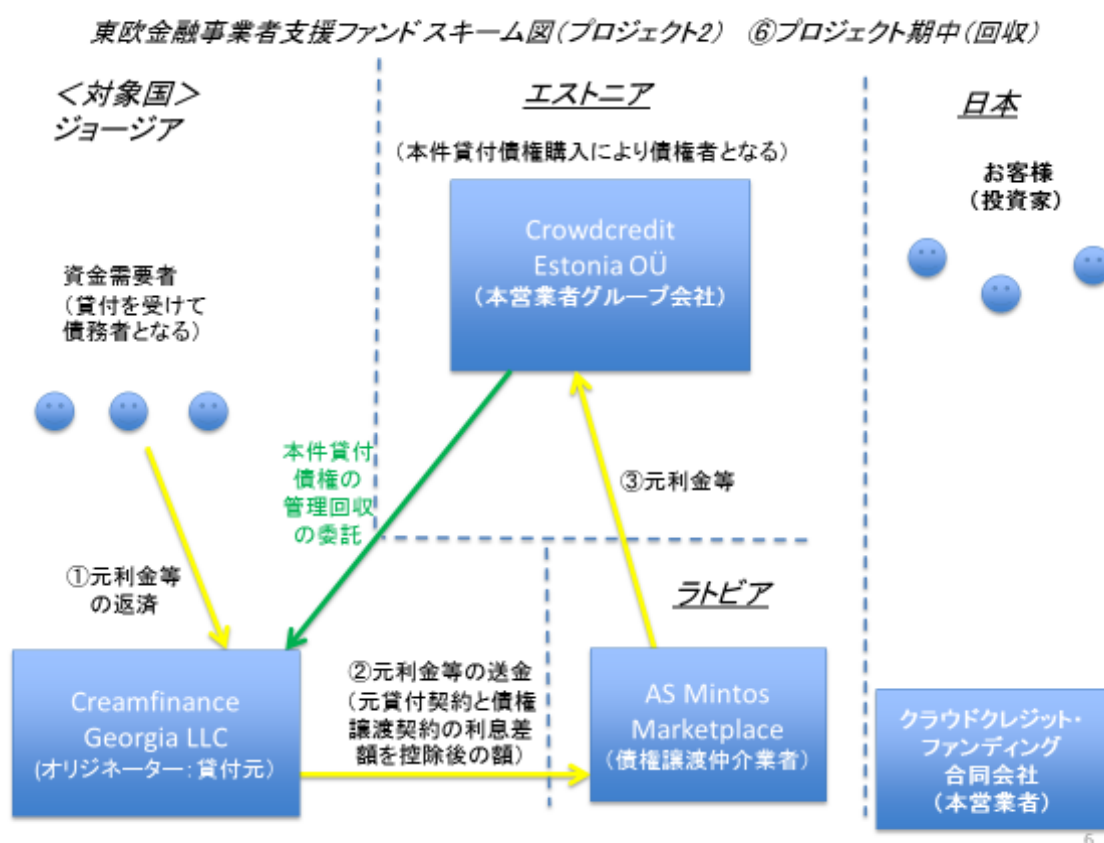 東欧金融事業者支援ファンドスキーム図(プロジェクト2) ⑥プロジェクト期中(回収)
<対象国>
ジョージア
エストニア
日本
(本件貸付債権購入により債権者となる)
お客様
(投資家)
Crowdcredit
Estonia OÜ
(本営業者グループ会社)
資金需要者
(貸付を受けて
債務者となる)
本件貸付
債権の
管理回収
の委託
③元利金等
①元利金等
の返済
ラトビア
Creamfinance
Georgia LLC
(オリジネーター:貸付元)
②元利金等の送金
(元貸付契約と債権
譲渡契約の利息差
額を控除後の額)
AS Mintos
Marketplace
(債権譲渡仲介業者)
クラウドクレジット・
ファンディング
合同会社
(本営業者)
6